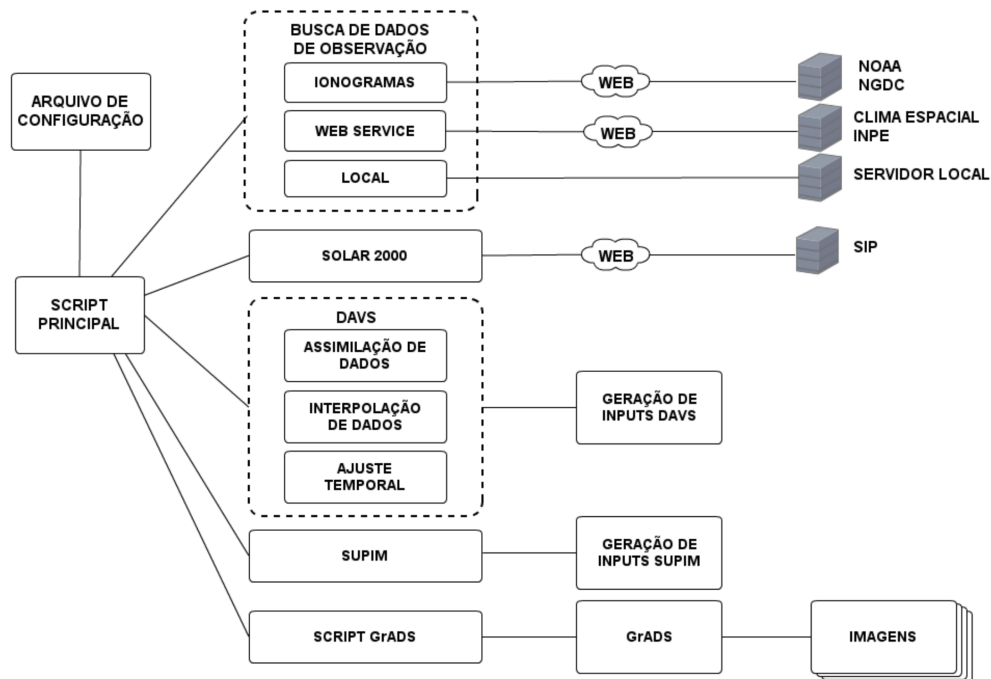 BUSCA DE DADOS
DE OBSERVAÇÃO
IONOGRAMAS
WEB
NOAA
NGDC
ARQUIVO DE
CONFIGURAÇÃO
WEB SERVICE
WEB
CLIMA ESPACIAL
INPE
LOCAL
SERVIDOR LOCAL
SOLAR 2000
WEB
SIP
SCRIPT
PRINCIPAL
DAVS
ASSIMILAÇÃO DE
DADOS
INTERPOLAÇÃO
DE DADOS
AJUSTE
TEMPORAL
GERAÇÃO DE
INPUTS DAVS
SUPIM
GERAÇÃO DE
INPUTS SUPIM
SCRIPT GrADS
GrADS
IMAGENS